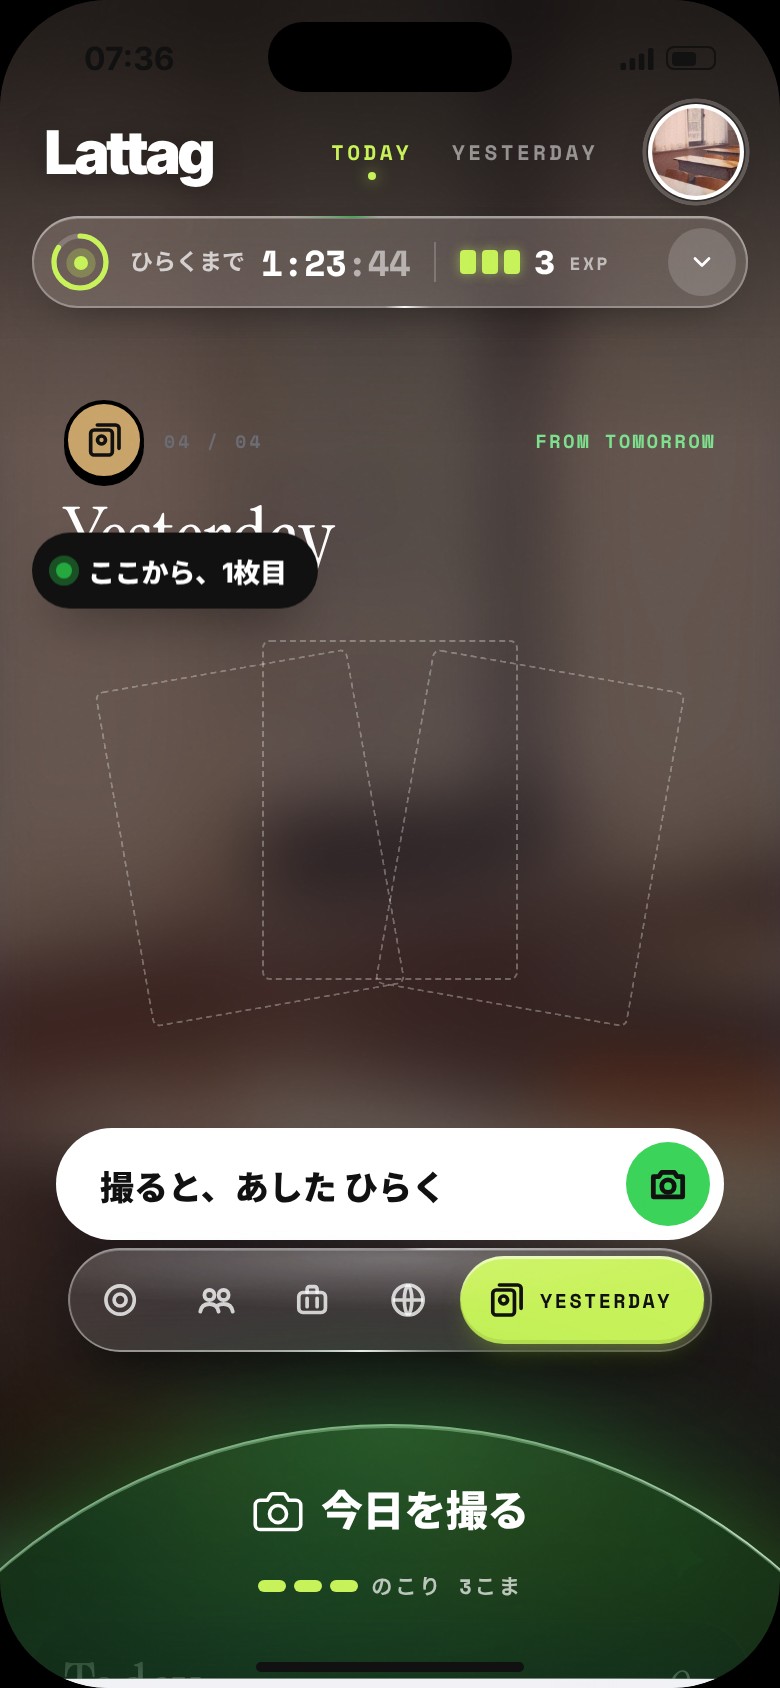 07:36
Lattag
TODAY YESTERDAY
ひらくまで 1:23:44 3 EXP
04 / 04 FROM TOMORROW
Yesterday
ここから、1枚目
撮ると、あした ひらく
YESTERDAY
今日を撮る
のこり 3こま
Today